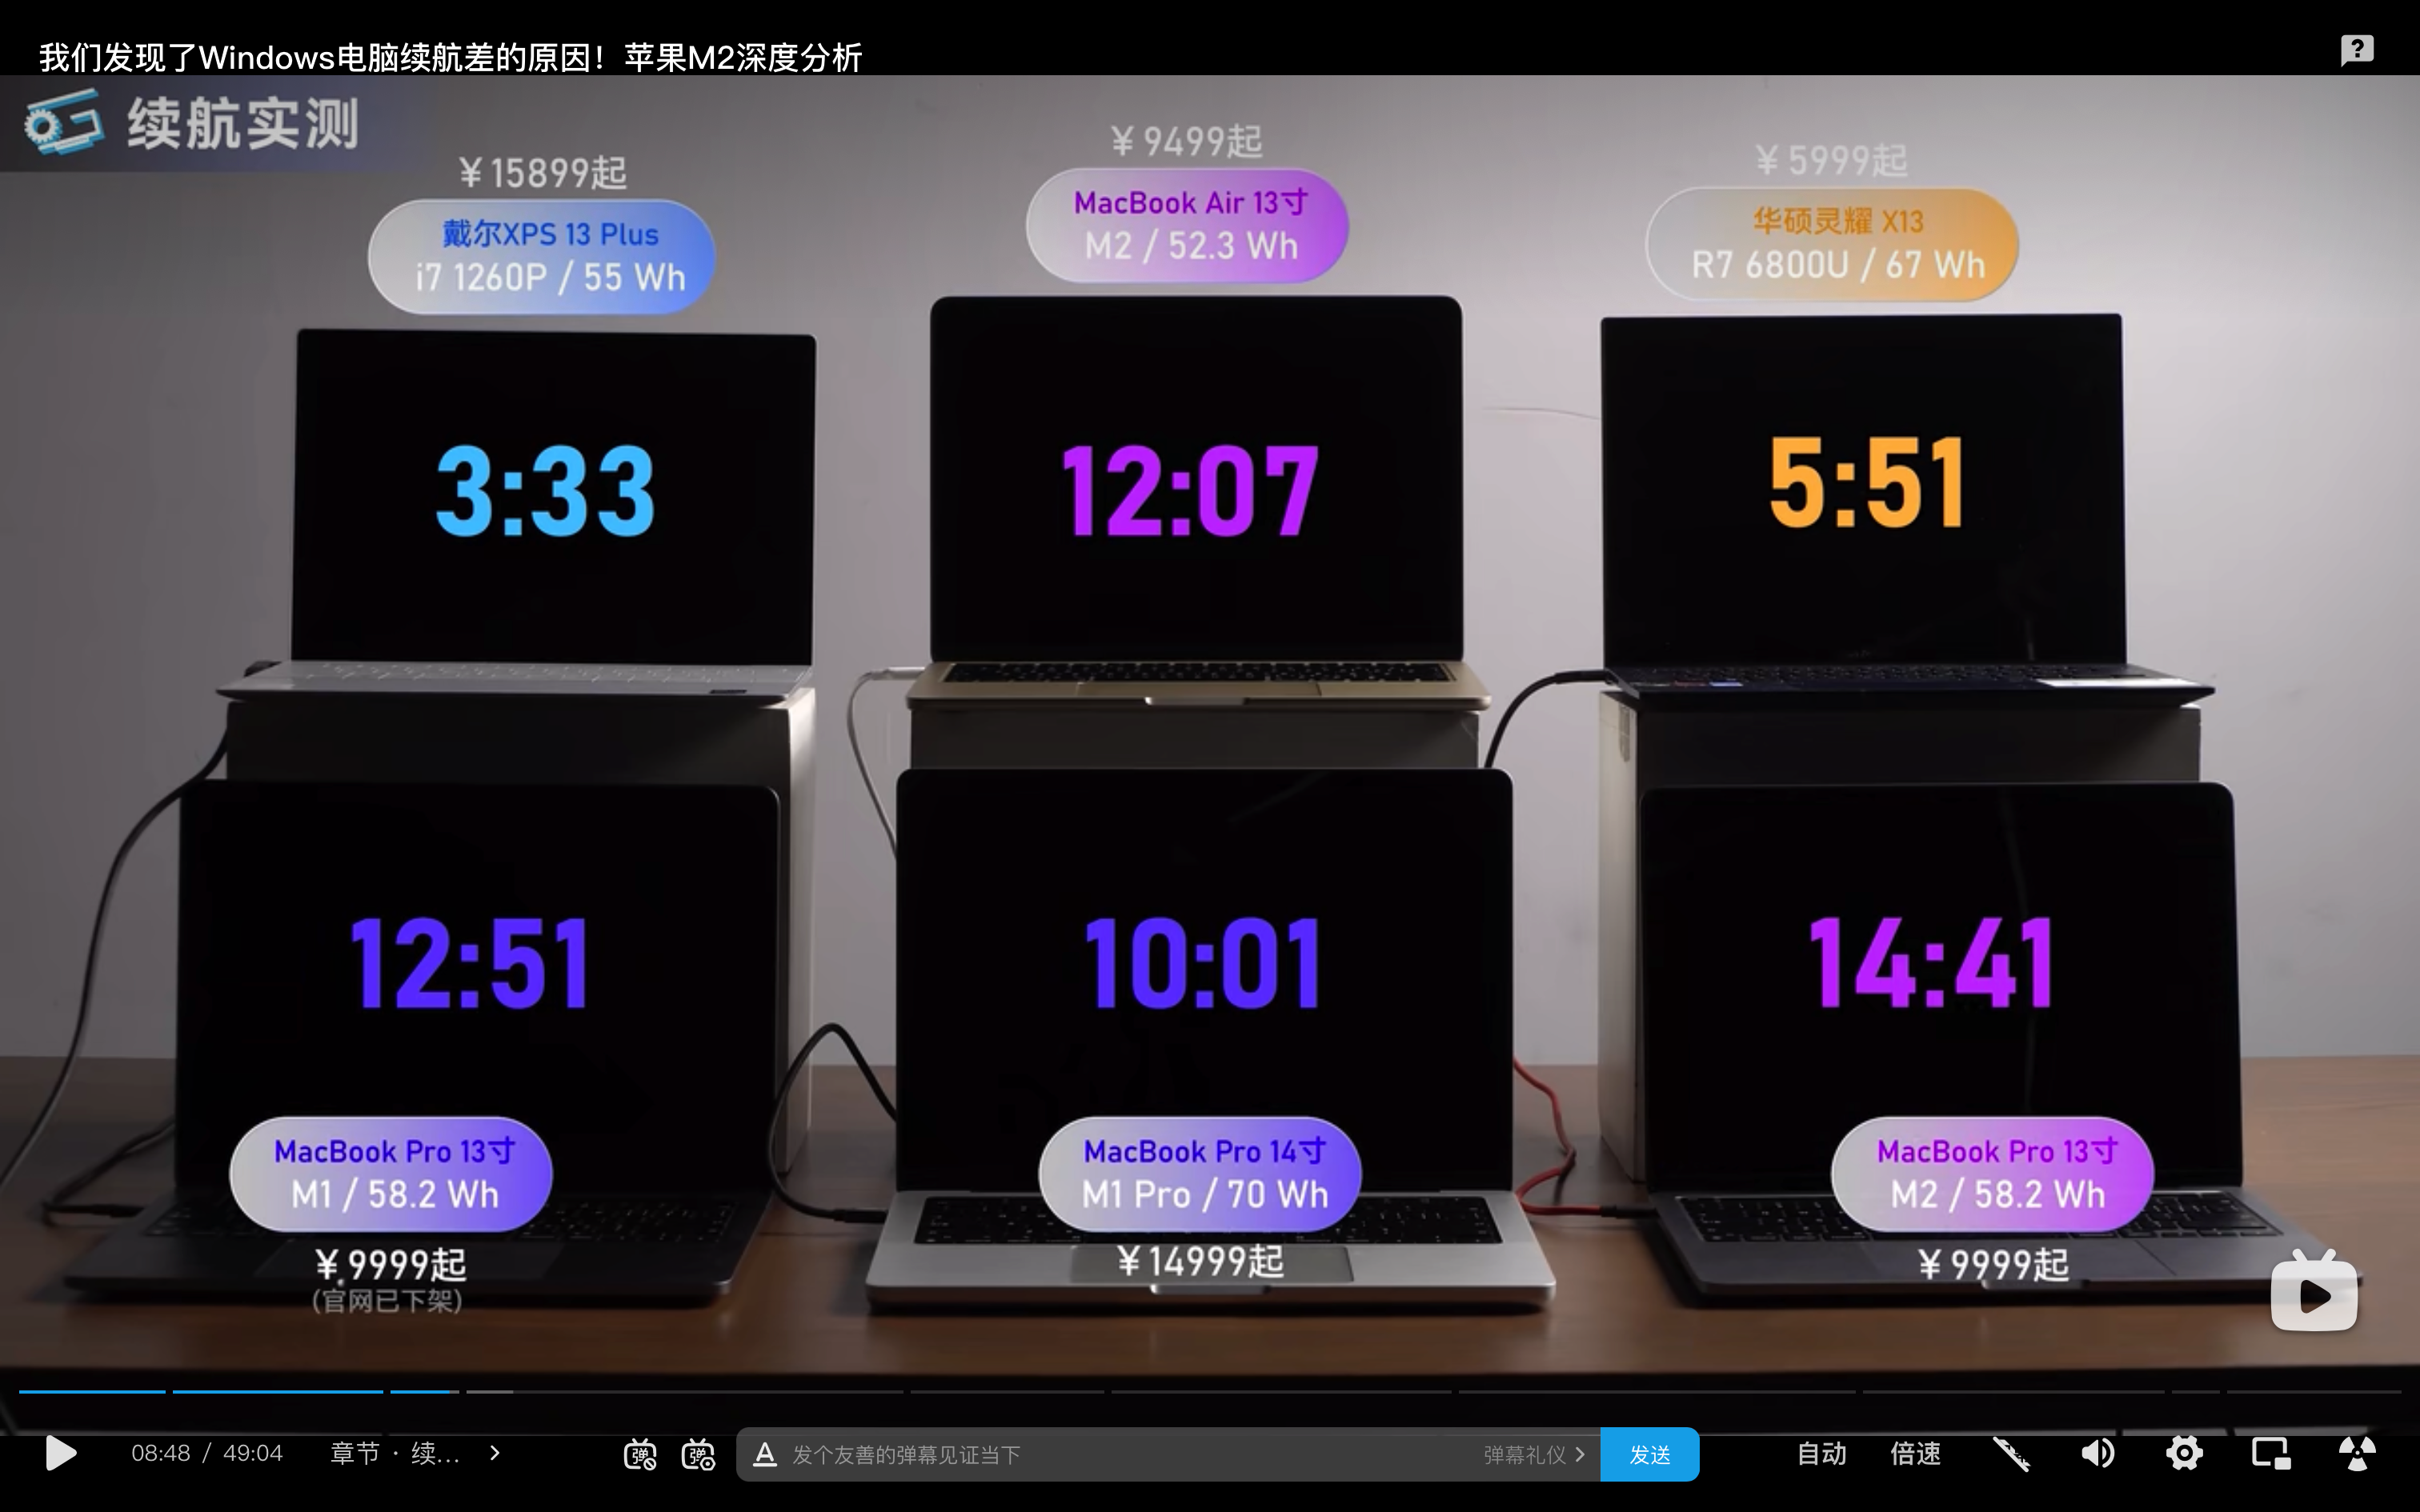 我们发现了Windows电脑续航差的原因！苹果M2深度分析
续航实测
￥15899起
戴尔XPS 13 Plus
i7 1260P / 55 Wh
3:33
￥9499起
MacBook Air 13寸
M2 / 52.3 Wh
12:07
￥5999起
华硕灵耀 X13
R7 6800U / 67 Wh
5:51
12:51
MacBook Pro 13寸
M1 / 58.2 Wh
￥9999起
(官网已下架)
10:01
MacBook Pro 14寸
M1 Pro / 70 Wh
￥14999起
14:41
MacBook Pro 13寸
M2 / 58.2 Wh
￥9999起
08:48 / 49:04 章节 · 续... 弹 弹 A 发个友善的弹幕见证当下 弹幕礼仪 > 发送 自动 倍速